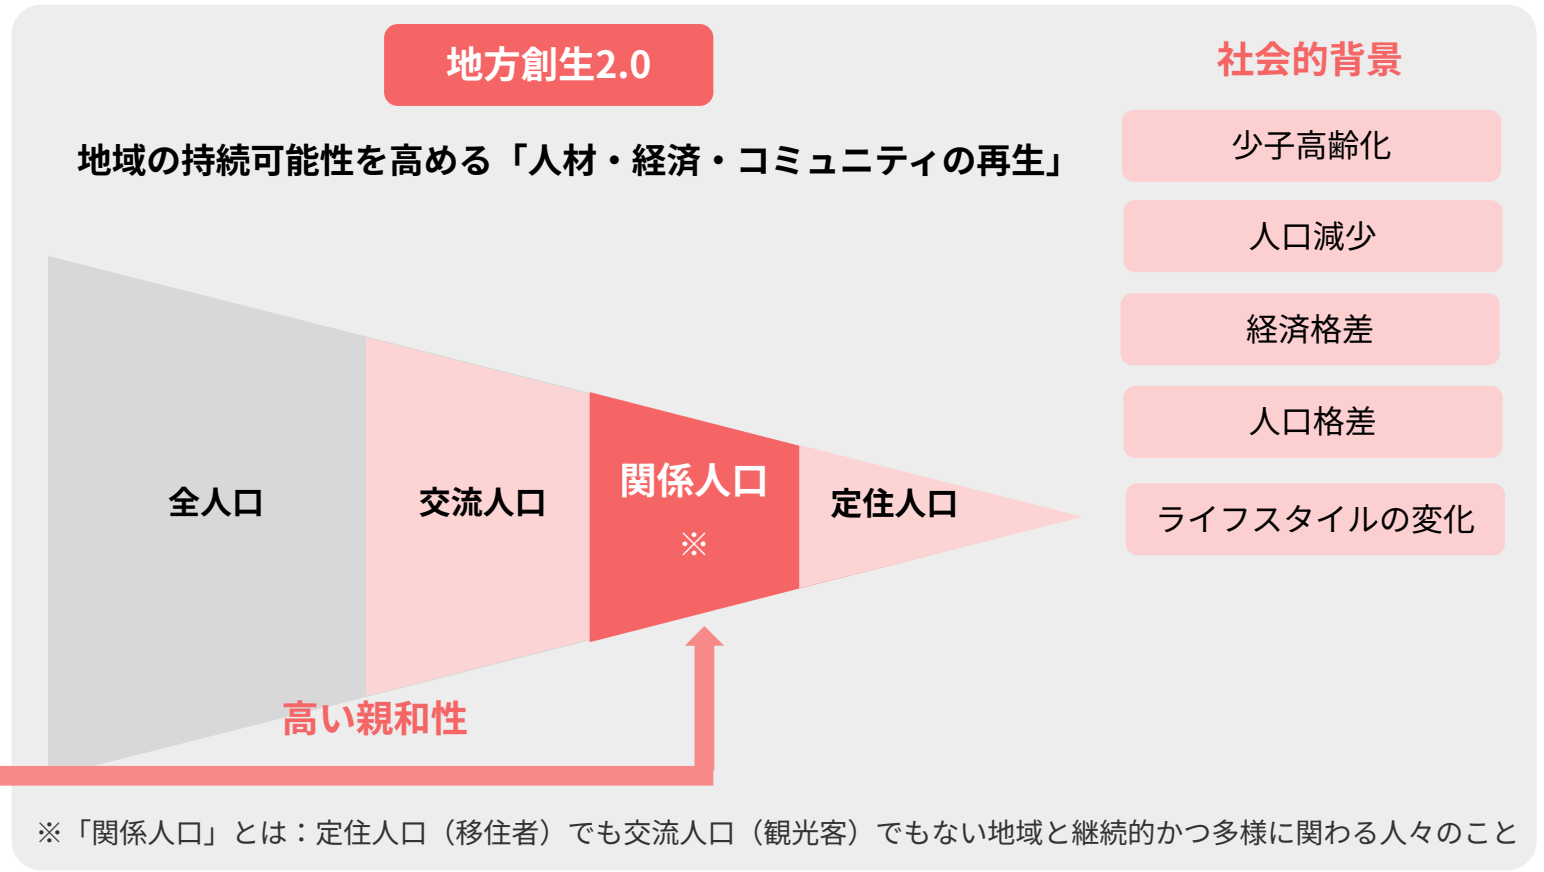 地方創生2.0
地域の持続可能性を高める「人材・経済・コミュニティの再生」
全人口
交流人口
関係人口
※
定住人口
高い親和性
社会的背景
少子高齢化
人口減少
経済格差
人口格差
ライフスタイルの変化
※「関係人口」とは：定住人口（移住者）でも交流人口（観光客）でもない地域と継続的かつ多様に関わる人々のこと